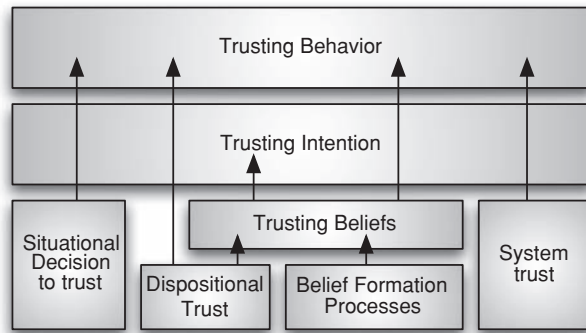 Trusting Behavior
Trusting Intention
Trusting Beliefs
Situational
Decision
to trust
Dispositional
Trust
Belief Formation
Processes
System
trust